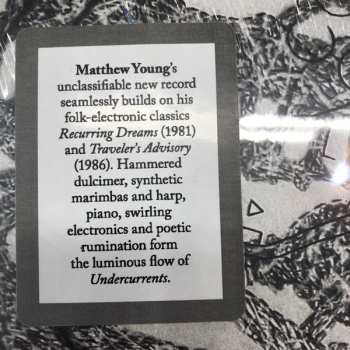 Matthew Young's
unclassifiable new record
seamlessly builds on his
folk-electronic classics
Recurring Dreams (1981)
and Traveler's Advisory
(1986). Hammered
dulcimer, synthetic
marimbas and harp,
piano, swirling
electronics and poetic
rumination form
the luminous flow of
Undercurrents.